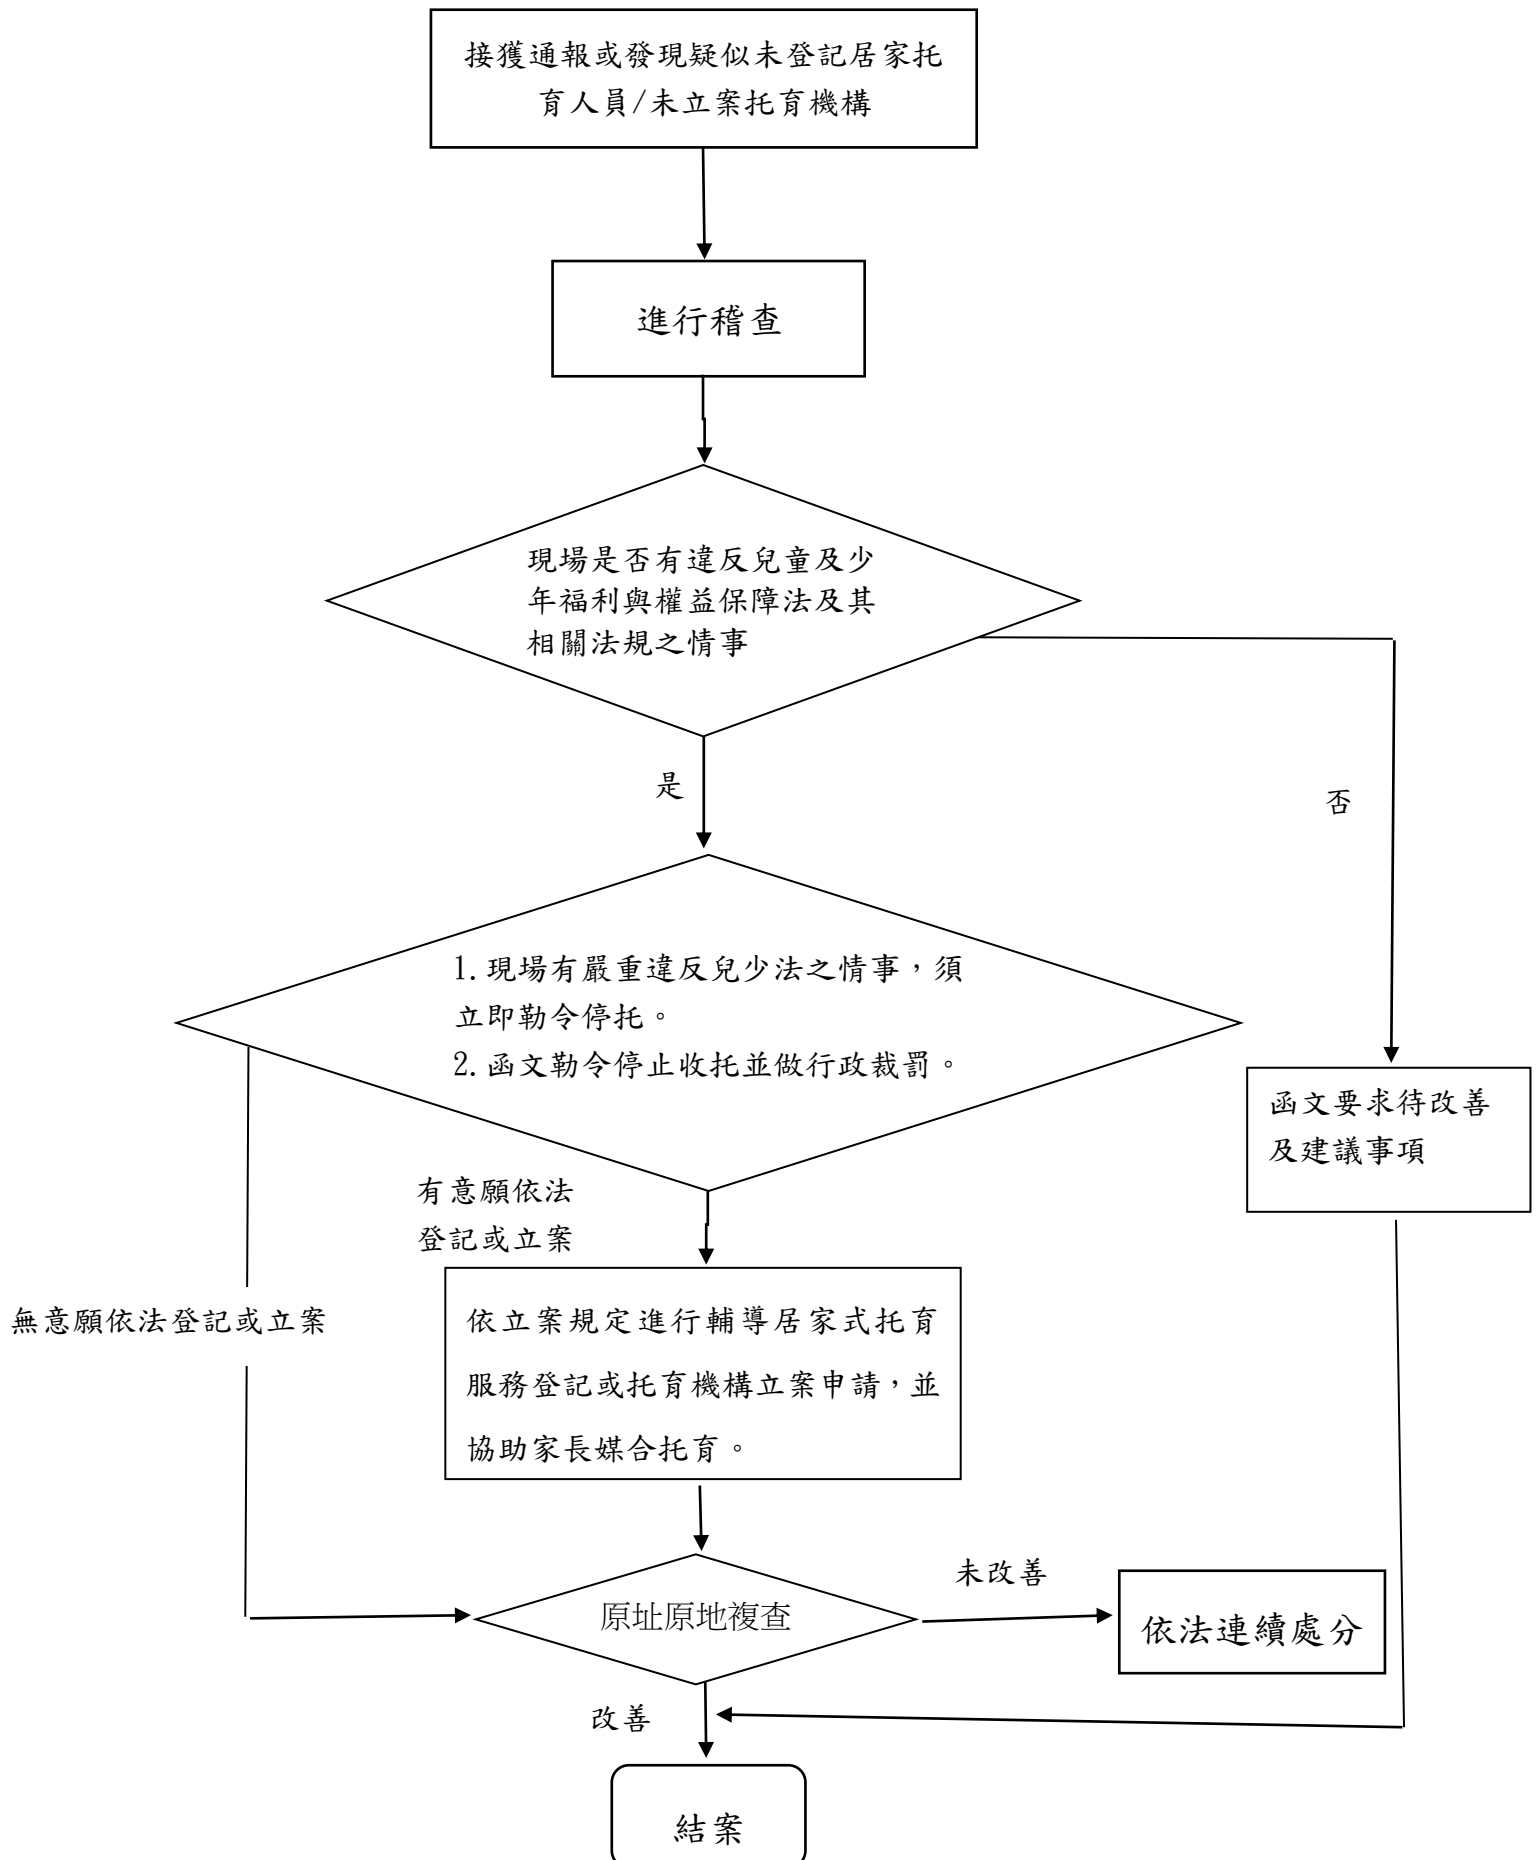 接獲通報或發現疑似未登記居家托
育人員/未立案托育機構
進行稽查
現場是否有違反兒童及少
年福利與權益保障法及其
相關法規之情事
是
否
1.現場有嚴重違反兒少法之情事，須
立即勒令停托。
2.函文勒令停止收托並做行政裁罰。
函文要求待改善
及建議事項
有意願依法
登記或立案
無意願依法登記或立案
依立案規定進行輔導居家式托育
服務登記或托育機構立案申請，並
協助家長媒合托育。
原址原地複查
未改善
依法連續處分
改善
結案